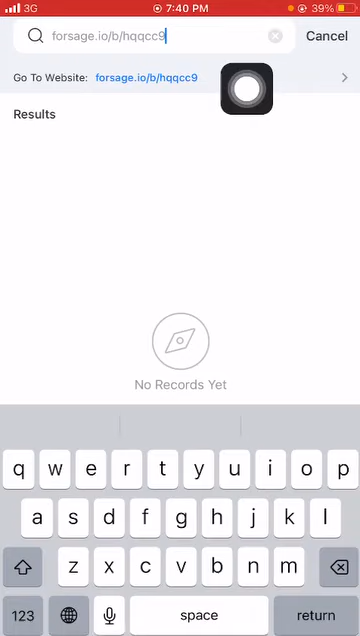 3G 7:40 PM 39%
forsage.io/b/hqqcc9 Cancel
Go To Website: forsage.io/b/hqqcc9
Results
No Records Yet
q w e r t y u i o p
a s d f g h j k l
z x c v b n m
123 space return